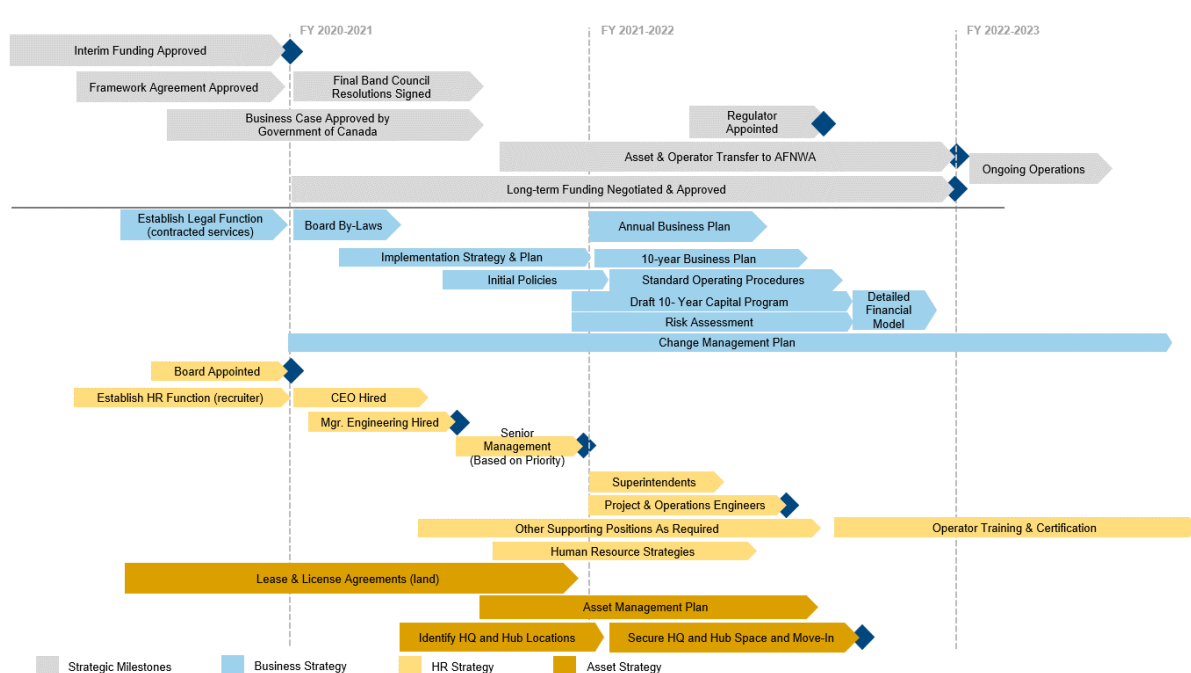 FY 2020-2021
FY 2021-2022
FY 2022-2023
Interim Funding Approved
Framework Agreement Approved
Final Band Council
Resolutions Signed
Business Case Approved by
Government of Canada
Regulator
Appointed
Asset & Operator Transfer to AFNWA
Ongoing Operations
Long-term Funding Negotiated & Approved
Establish Legal Function
(contracted services)
Board By-Laws
Annual Business Plan
Implementation Strategy & Plan
10-year Business Plan
Initial Policies
Standard Operating Procedures
Draft 10- Year Capital Program
Detailed
Financial
Model
Risk Assessment
Change Management Plan
Board Appointed
Establish HR Function (recruiter)
CEO Hired
Mgr. Engineering Hired
Senior
Management
(Based on Priority)
Superintendents
Project & Operations Engineers
Other Supporting Positions As Required
Operator Training & Certification
Human Resource Strategies
Lease & License Agreements (land)
Asset Management Plan
Identify HQ and Hub Locations
Secure HQ and Hub Space and Move-In
Strategic Milestones
Business Strategy
HR Strategy
Asset Strategy